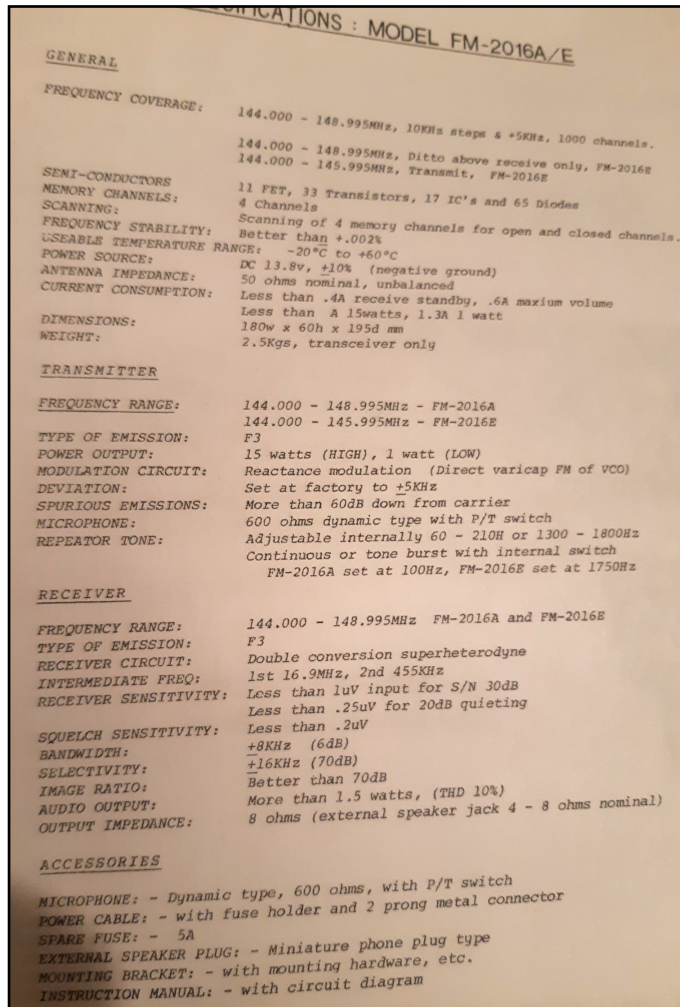 IFICATIONS : MODEL FM-2016A/E
GENERAL
FREQUENCY COVERAGE: 144.000 - 148.995MHz, 10KHz steps & +5KHz, 1000 channels.
144.000 - 148.995MHz, Ditto above receive only, FM-2016E
144.000 - 145.995MHz, Transmit, FM-2016E
SEMI-CONDUCTORS 11 FET, 33 Transistors, 17 IC's and 65 Diodes
MEMORY CHANNELS: 4 Channels
SCANNING: Scanning of 4 memory channels for open and closed channels.
FREQUENCY STABILITY: Better than +.002%
USEABLE TEMPERATURE RANGE: -20°C to +60°C
POWER SOURCE: DC 13.8v, ±10% (negative ground)
ANTENNA IMPEDANCE: 50 ohms nominal, unbalanced
CURRENT CONSUMPTION: Less than .4A receive standby, .6A maxium volume
Less than A 15watts, 1.3A 1 watt
DIMENSIONS: 180w x 60h x 195d mm
WEIGHT: 2.5Kgs, transceiver only
TRANSMITTER
FREQUENCY RANGE: 144.000 - 148.995MHz - FM-2016A
144.000 - 145.995MHz - FM-2016E
TYPE OF EMISSION: F3
POWER OUTPUT: 15 watts (HIGH), 1 watt (LOW)
MODULATION CIRCUIT: Reactance modulation (Direct varicap FM of VCO)
DEVIATION: Set at factory to ±5KHz
SPURIOUS EMISSIONS: More than 60dB down from carrier
MICROPHONE: 600 ohms dynamic type with P/T switch
REPEATOR TONE: Adjustable internally 60 - 210H or 1300 - 1800Hz
Continuous or tone burst with internal switch
FM-2016A set at 100Hz, FM-2016E set at 1750Hz
RECEIVER
FREQUENCY RANGE: 144.000 - 148.995MHz FM-2016A and FM-2016E
TYPE OF EMISSION: F3
RECEIVER CIRCUIT: Double conversion superheterodyne
INTERMEDIATE FREQ: 1st 16.9MHz, 2nd 455KHz
RECEIVER SENSITIVITY: Less than 1uV input for S/N 30dB
Less than .25uV for 20dB quieting
SQUELCH SENSITIVITY: Less than .2uV
BANDWIDTH: ±8KHz (6dB)
SELECTIVITY: ±16KHz (70dB)
IMAGE RATIO: Better than 70dB
AUDIO OUTPUT: More than 1.5 watts, (THD 10%)
OUTPUT IMPEDANCE: 8 ohms (external speaker jack 4 - 8 ohms nominal)
ACCESSORIES
MICROPHONE: - Dynamic type, 600 ohms, with P/T switch
POWER CABLE: - with fuse holder and 2 prong metal connector
SPARE FUSE: - 5A
EXTERNAL SPEAKER PLUG: - Miniature phone plug type
MOUNTING BRACKET: - with mounting hardware, etc.
INSTRUCTION MANUAL: - with circuit diagram